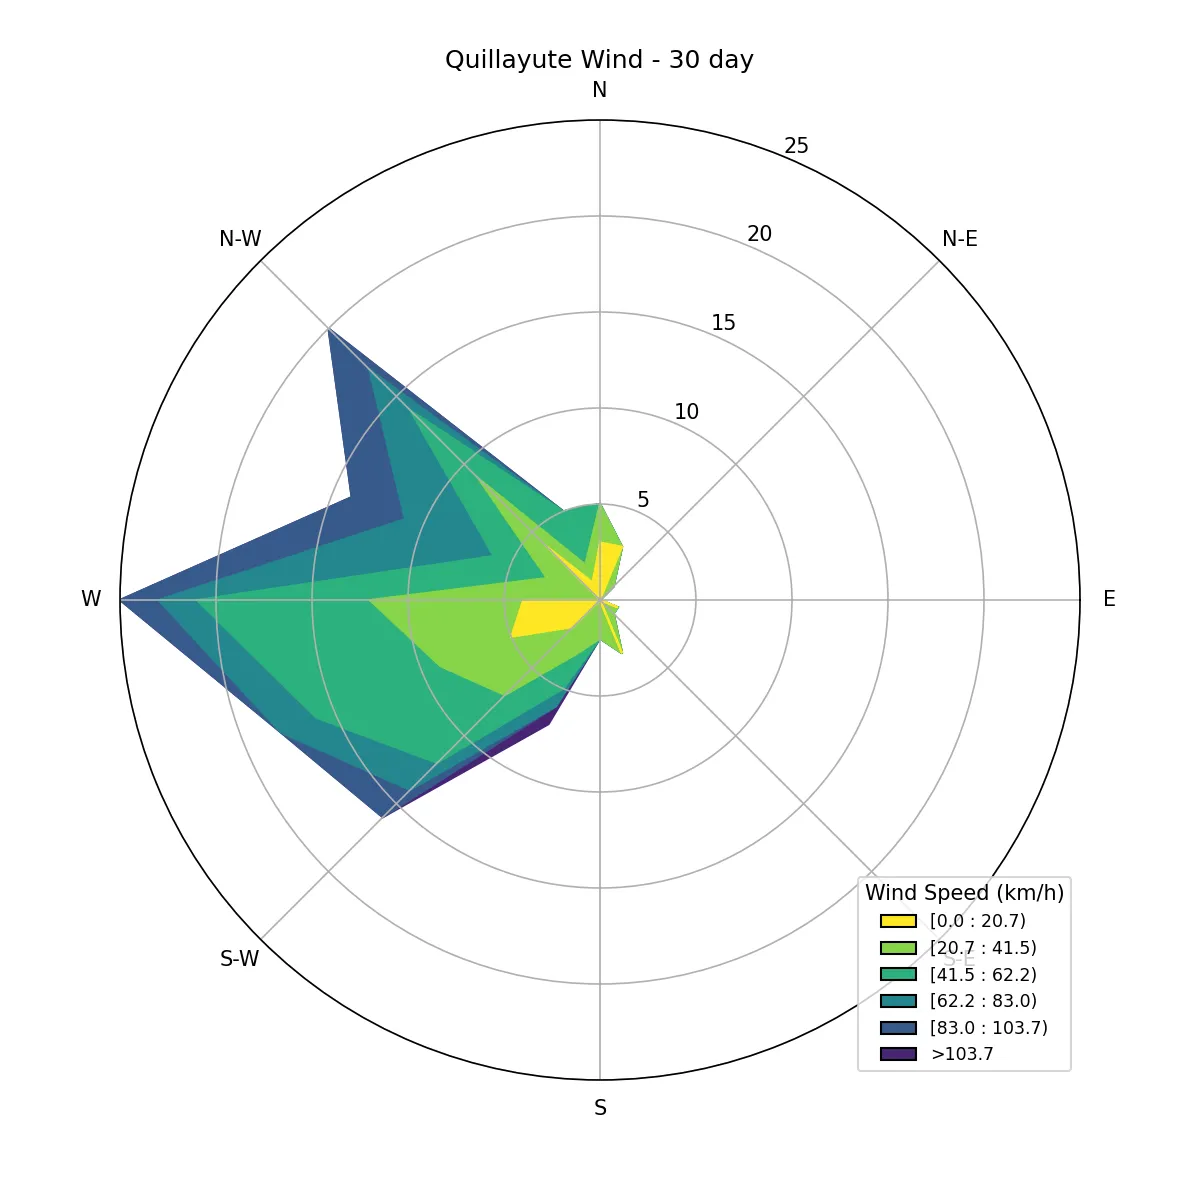 Quillayute Wind - 30 day
N
25
N-W
20
N-E
15
10
5
W
E
S-W
S-E
S
Wind Speed (km/h)
[0.0 : 20.7)
[20.7 : 41.5)
[41.5 : 62.2)
[62.2 : 83.0)
[83.0 : 103.7)
>103.7